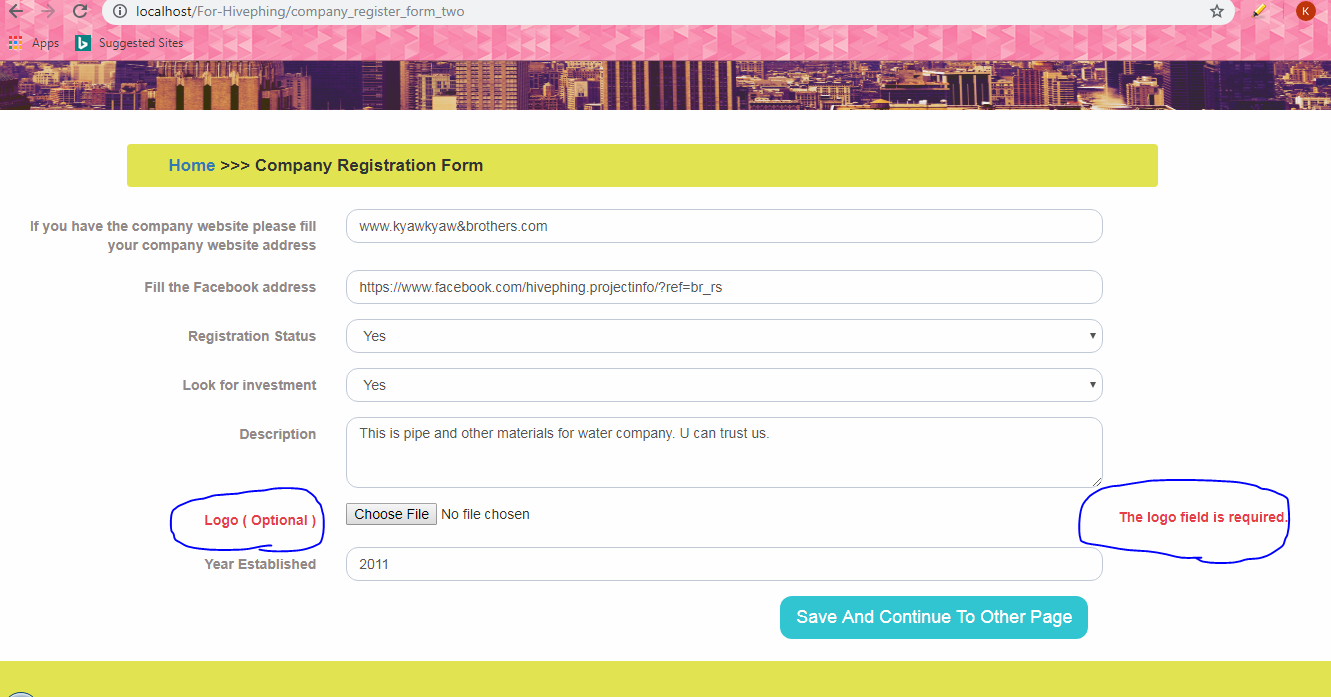 localhost/For-Hivephing/company_register_form_two
K
Apps
Suggested Sites
Home >>> Company Registration Form
If you have the company website please fill
your company website address
www.kyawkyaw&brothers.com
Fill the Facebook address
https://www.facebook.com/hivephing.projectinfo/?ref=br_rs
Registration Status
Yes
Look for investment
Yes
Description
This is pipe and other materials for water company. U can trust us.
Logo ( Optional )
Choose File No file chosen
The logo field is required.
Year Established
2011
Save And Continue To Other Page